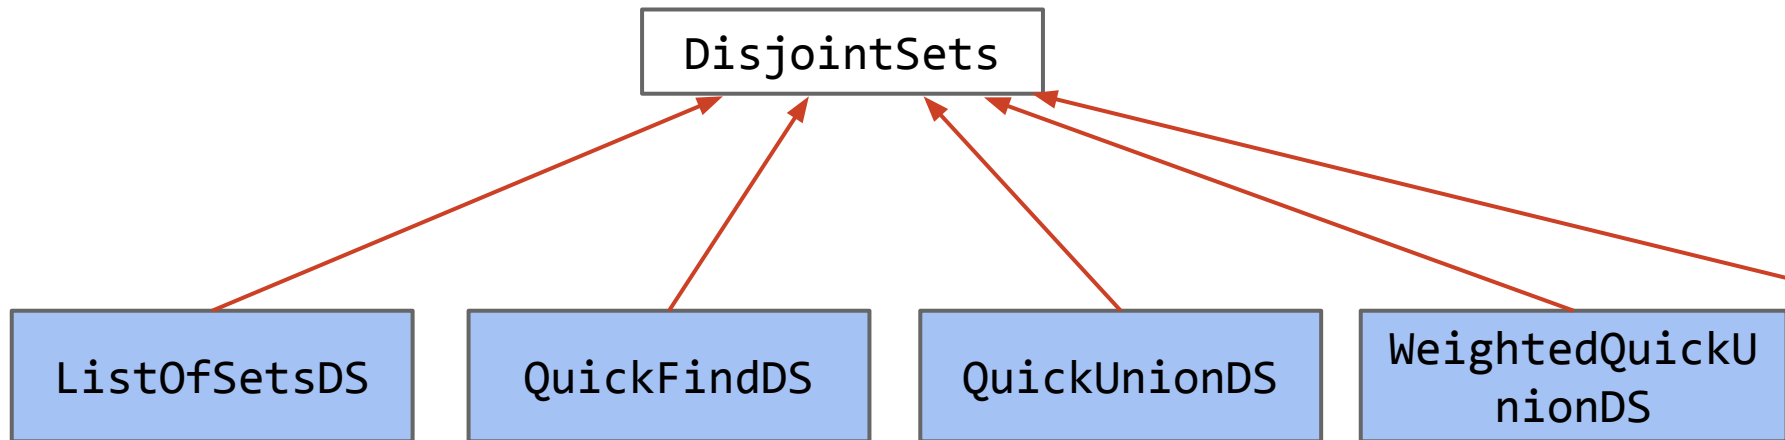 DisjointSets
ListOfSetsDS
QuickFindDS
QuickUnionDS
WeightedQuickU
nionDS